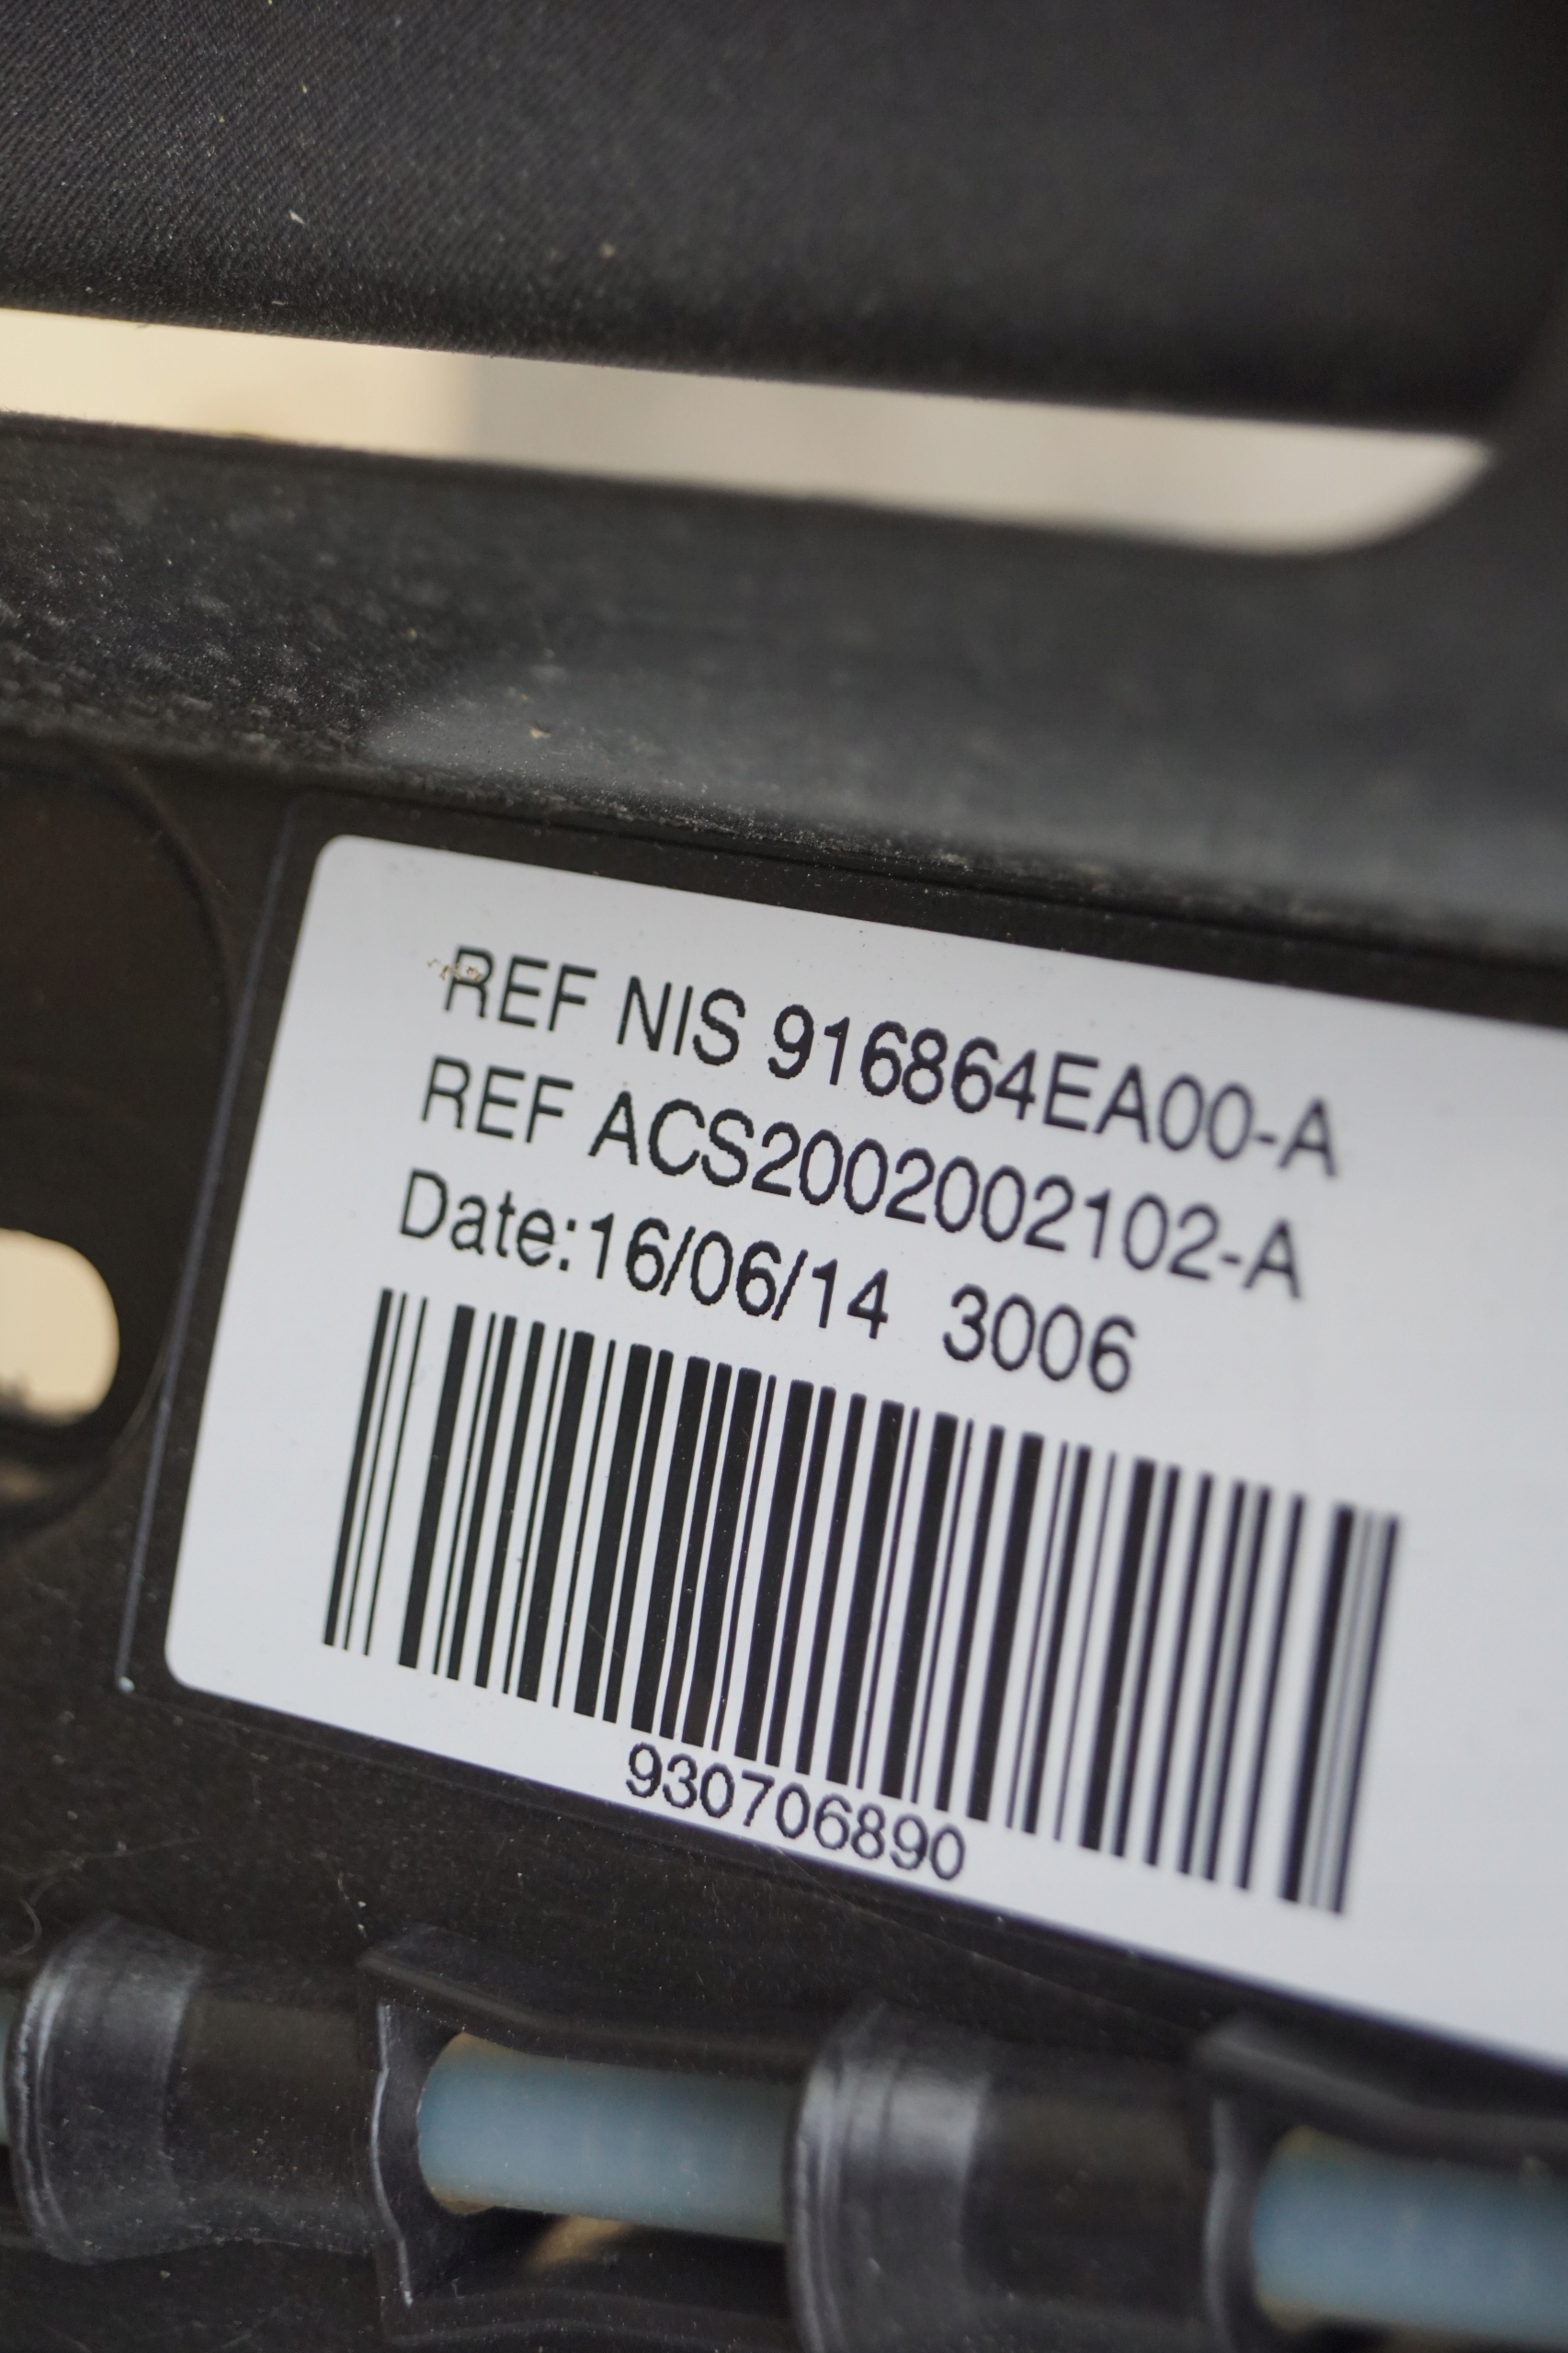 REF NIS 916864EA00-A
REF ACS2002002102-A
Date:16/06/14 3006
930706890